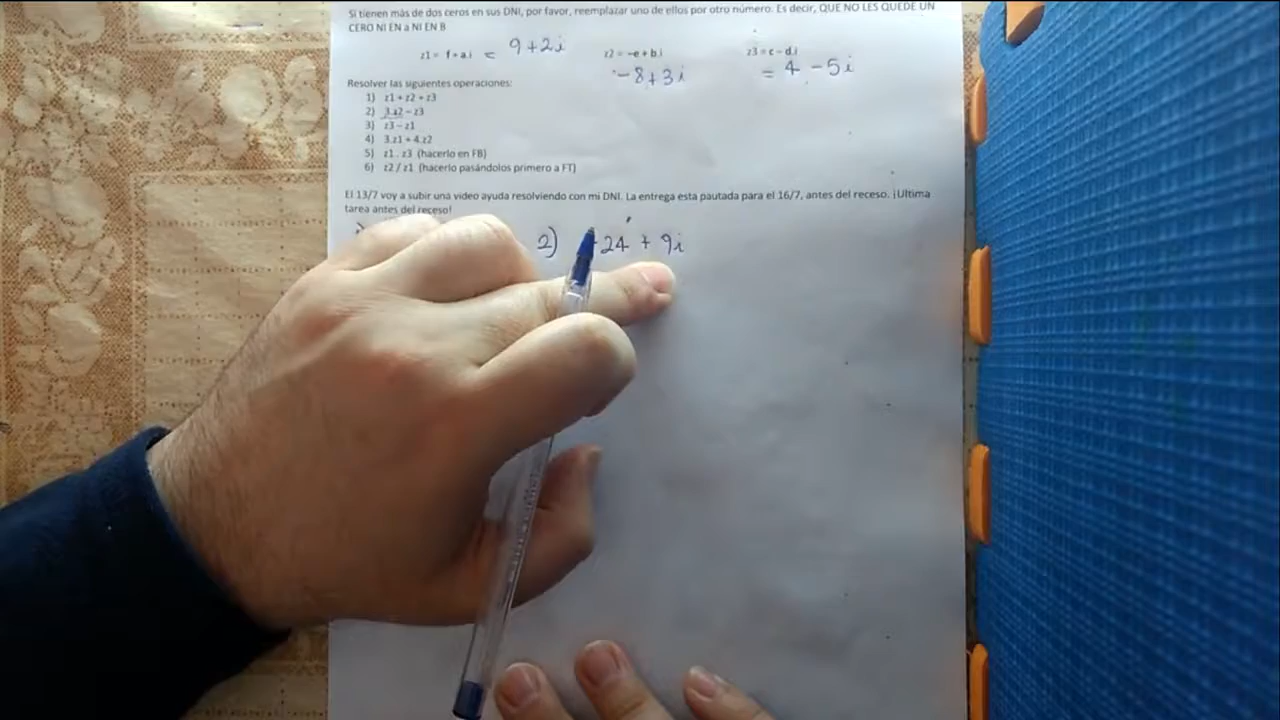 Si tienen más de dos ceros en sus DNI, por favor, reemplazar uno de ellos por otro número. Es decir, QUE NO LES QUEDE UN
CERO NI EN a NI EN B
z1 = f + a.i = 9+2i z2 = -e + b.i z3 = c - d.i
-8+3i = 4 -5i
Resolver las siguientes operaciones:
1) z1 + z2 + z3
2) 3.z2 - z3
3) z3 - z1
4) 3.z1 + 4.z2
5) z1 . z3 (hacerlo en FB)
6) z2 / z1 (hacerlo pasándolos primero a FT)
El 13/7 voy a subir una video ayuda resolviendo con mi DNI. La entrega esta pautada para el 16/7, antes del receso. ¡Ultima
tarea antes del receso!
2) -24 + 9i